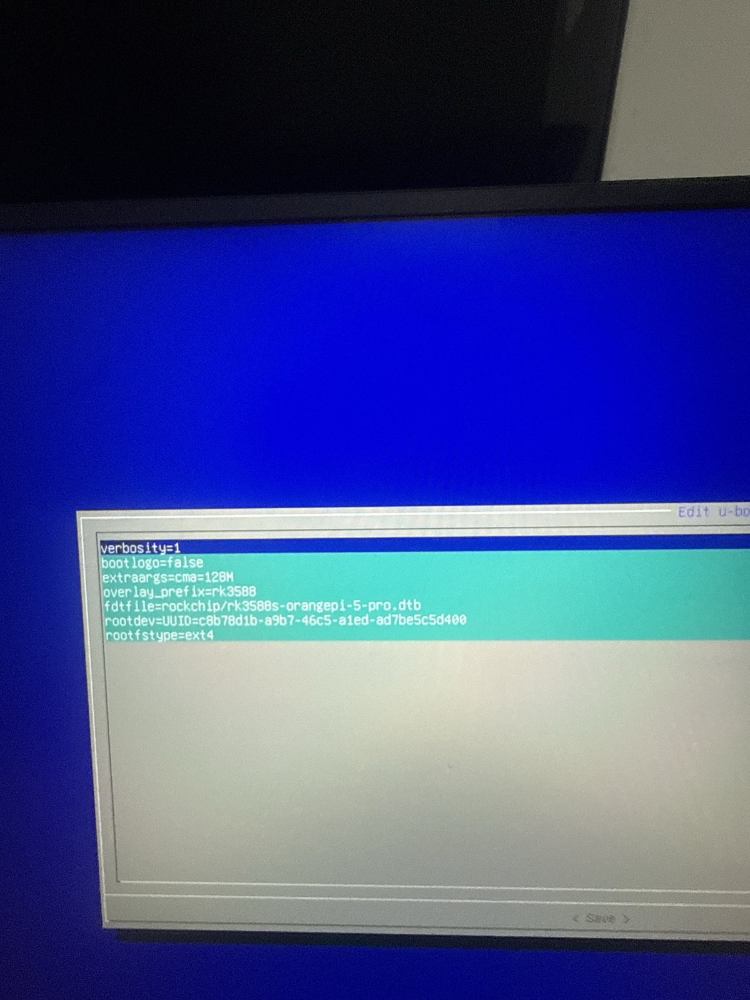 Edit u-bo
verbosity=1
bootlogo=false
extraargs=cma=128M
overlay_prefix=rk3588
fdtfile=rockchip/rk3588s-orangepi-5-pro.dtb
rootdev=UUID=c8b78d1b-a9b7-46c5-a1ed-ad7be5c5d400
rootfstype=ext4
< Save >